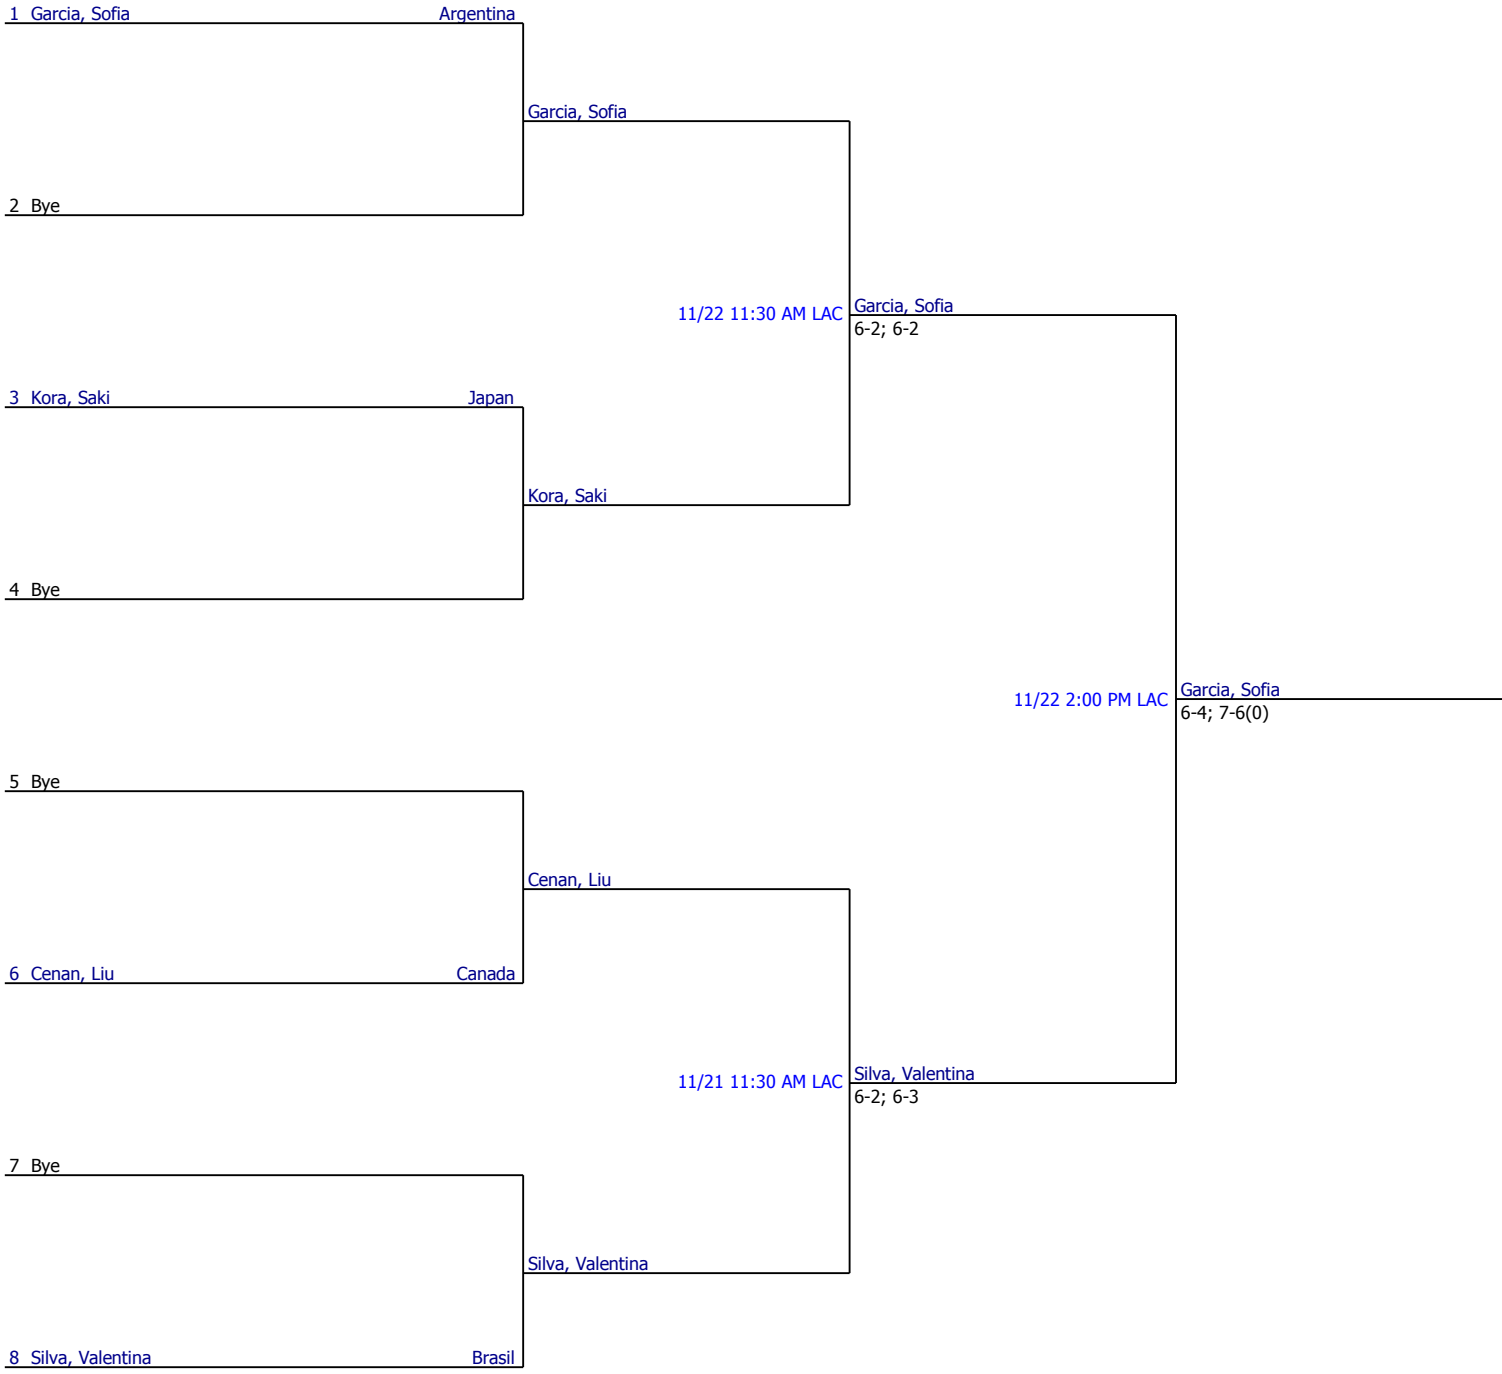 1 Garcia, Sofia Argentina
Garcia, Sofia
2 Bye
11/22 11:30 AM LAC Garcia, Sofia
6-2; 6-2
3 Kora, Saki Japan
Kora, Saki
4 Bye
11/22 2:00 PM LAC Garcia, Sofia
6-4; 7-6(0)
5 Bye
Cenan, Liu
6 Cenan, Liu Canada
11/21 11:30 AM LAC Silva, Valentina
6-2; 6-3
7 Bye
Silva, Valentina
8 Silva, Valentina Brasil